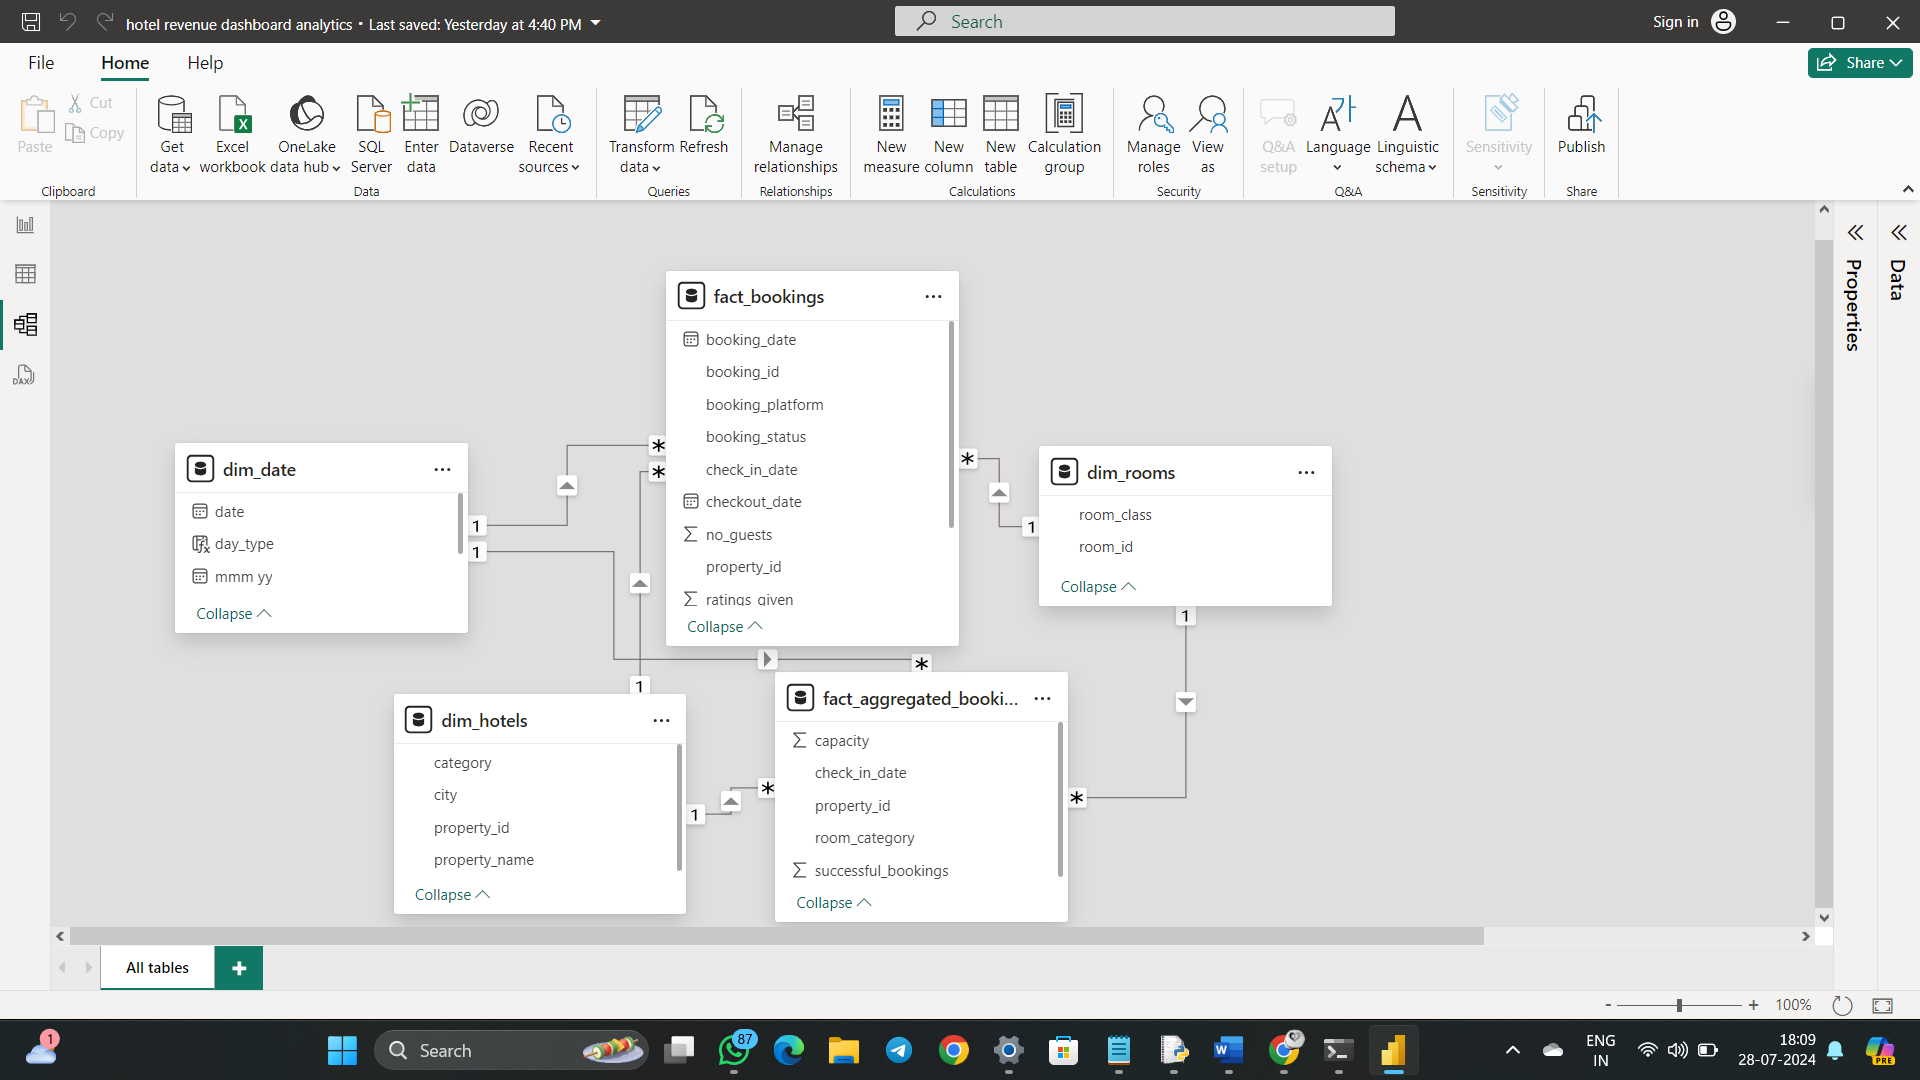 hotel revenue dashboard analytics • Last saved: Yesterday at 4:40 PM
Search
Sign in
File
Home
Help
Share
Paste
Cut
Copy
Clipboard
Get data
Excel workbook
OneLake data hub
SQL Server
Enter data
Dataverse
Recent sources
Data
Transform data
Refresh
Queries
Manage relationships
Relationships
New measure
New column
New table
Calculation group
Calculations
Manage roles
View as
Security
Q&A setup
Language
Linguistic schema
Q&A
Sensitivity
Sensitivity
Publish
Share
DAX
Properties
Data
fact_bookings
booking_date
booking_id
booking_platform
booking_status
check_in_date
checkout_date
Σ no_guests
property_id
Σ ratings_given
Collapse
dim_date
date
day_type
mmm yy
Collapse
dim_rooms
room_class
room_id
Collapse
*
*
*
1
1
1
1
1
*
dim_hotels
category
city
property_id
property_name
Collapse
1
*
fact_aggregated_booki...
Σ capacity
check_in_date
property_id
room_category
Σ successful_bookings
Collapse
*
All tables
+
- + 100%
1
Search
87
ENG
IN
18:09
28-07-2024
PRE